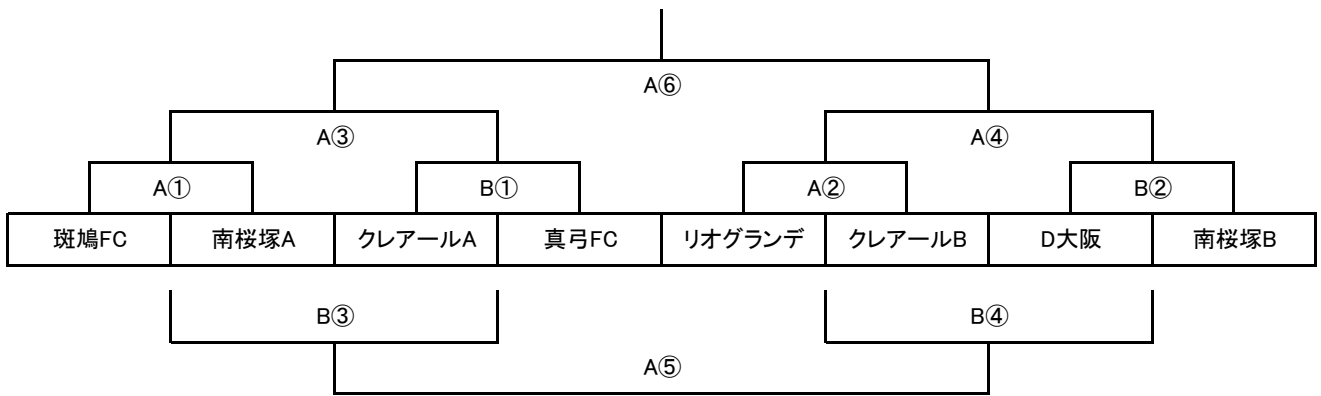 A⑥
A③ A④
A① B① A② B②
斑鳩FC 南桜塚A クレアールA 真弓FC リオグランデ クレアールB D大阪 南桜塚B
B③ B④
A⑤